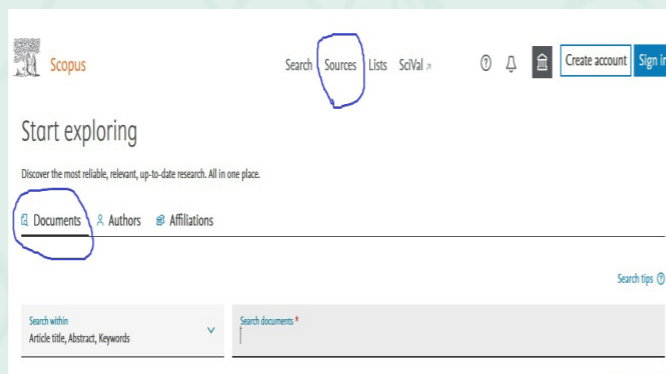 Scopus
Search Sources Lists SciVal
Create account Sign in
Start exploring
Discover the most reliable, relevant, up-to-date research. All in one place.
Documents Authors Affiliations
Search tips
Search within
Article title, Abstract, Keywords
Search documents *